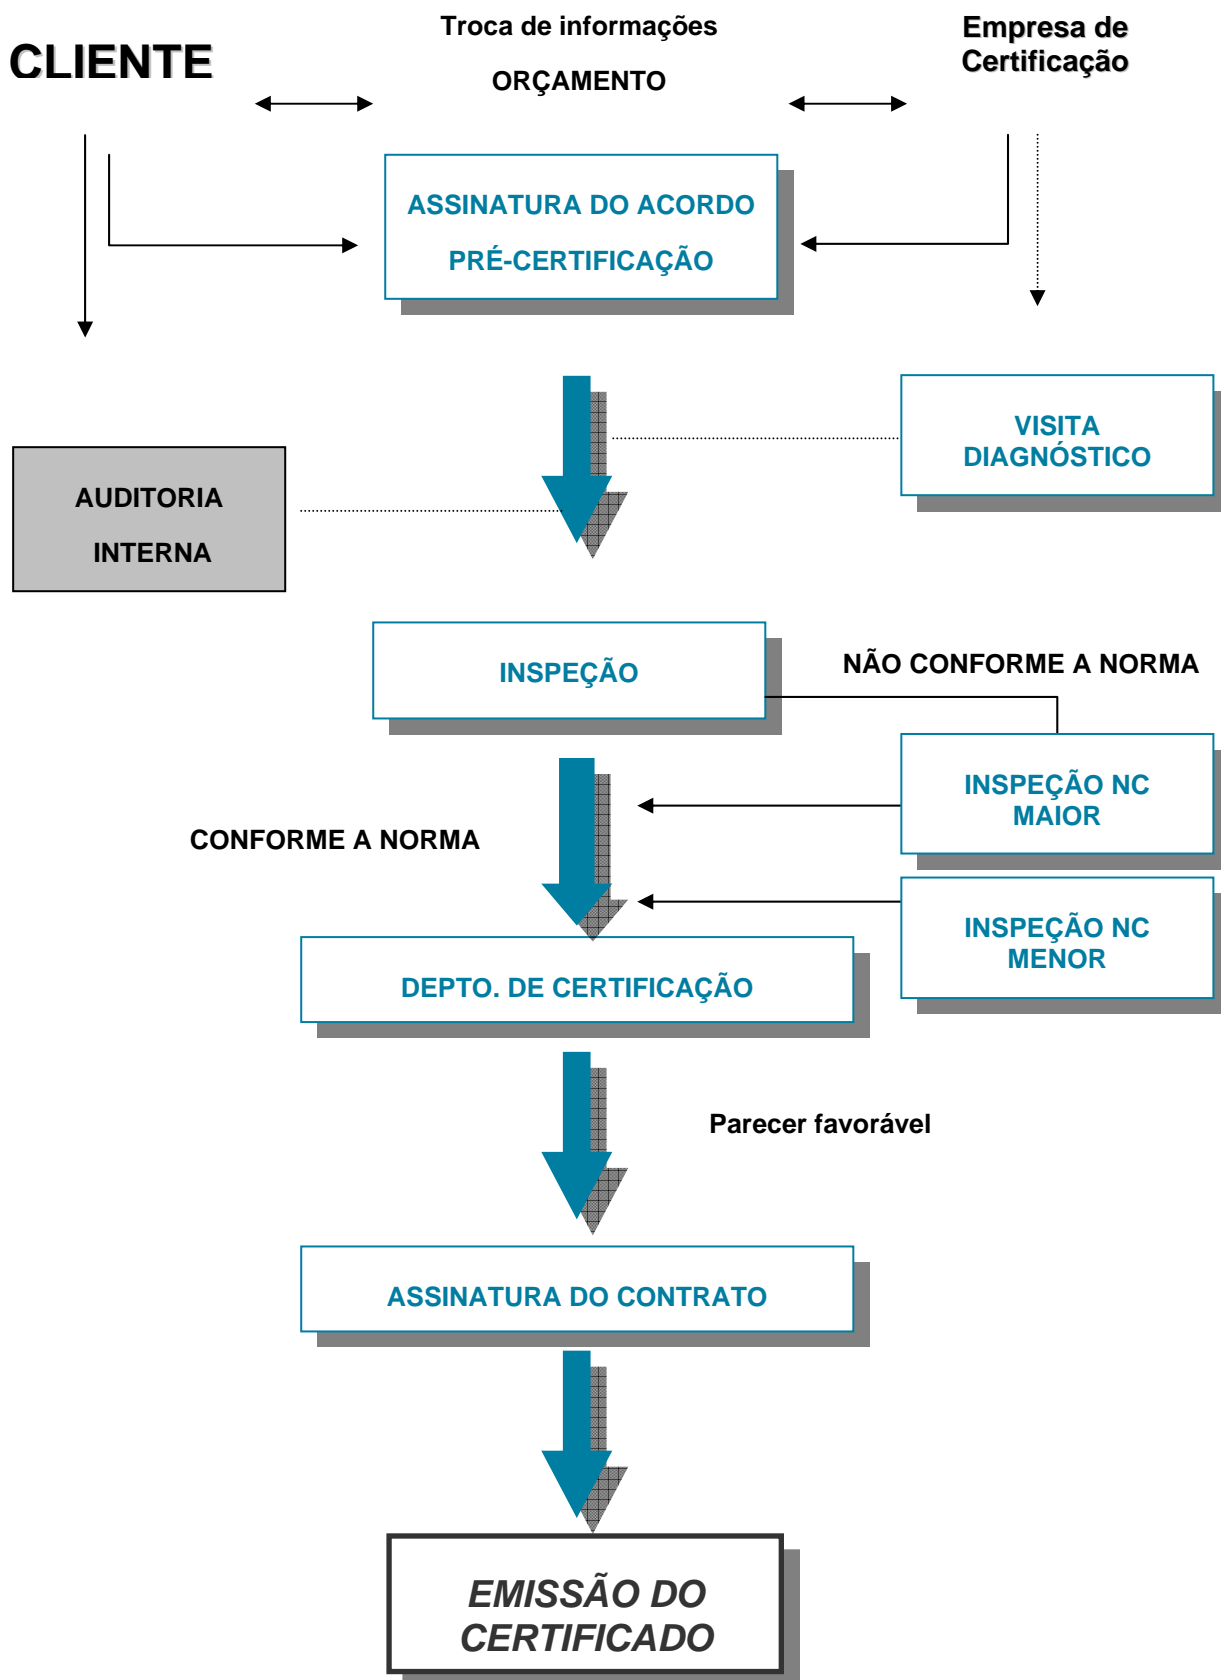 CLIENTE
Troca de informações
ORÇAMENTO
Empresa de
Certificação
ASSINATURA DO ACORDO
PRÉ-CERTIFICAÇÃO
VISITA
DIAGNÓSTICO
AUDITORIA
INTERNA
INSPEÇÃO
NÃO CONFORME A NORMA
INSPEÇÃO NC
MAIOR
CONFORME A NORMA
INSPEÇÃO NC
MENOR
DEPTO. DE CERTIFICAÇÃO
Parecer favorável
ASSINATURA DO CONTRATO
EMISSÃO DO
CERTIFICADO